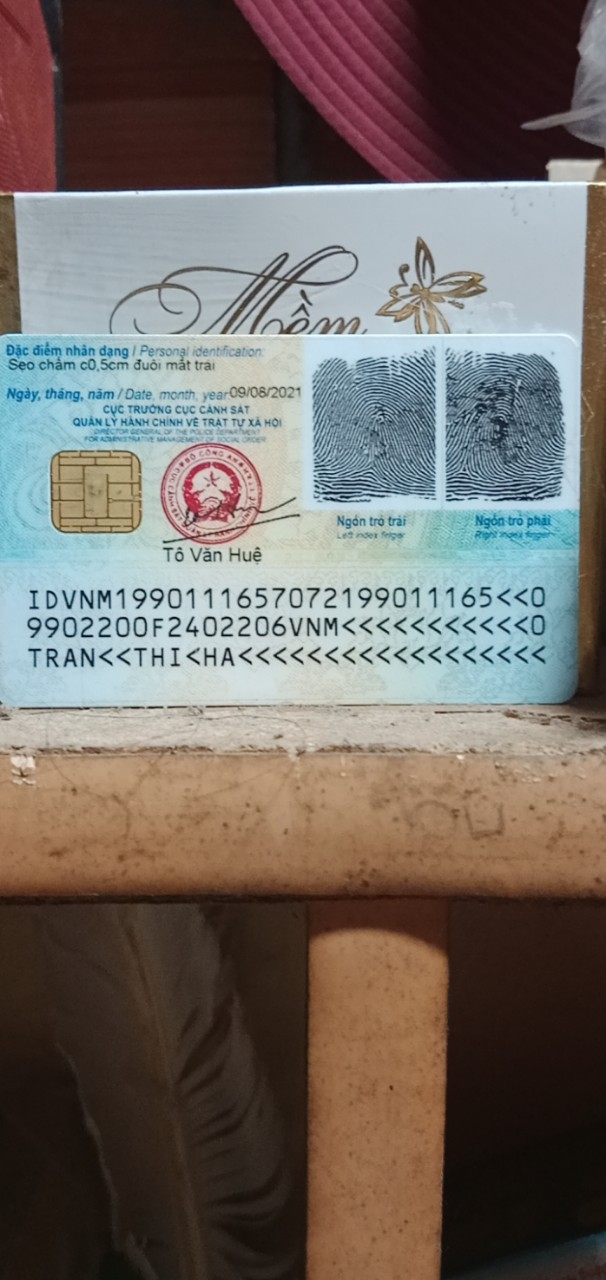 Mềm
Đặc điểm nhân dạng / Personal identification:
Sẹo chấm c0,5cm đuôi mắt trái
Ngày, tháng, năm / Date, month, year 09/08/2021
CỤC TRƯỞNG CỤC CẢNH SÁT
QUẢN LÝ HÀNH CHÍNH VỀ TRẬT TỰ XÃ HỘI
DIRECTOR GENERAL OF THE POLICE DEPARTMENT
FOR ADMINISTRATIVE MANAGEMENT OF SOCIAL ORDER
BỘ CÔNG AN
Tô Văn Huệ
Ngón trỏ trái
Left index finger
Ngón trỏ phải
Right index finger
IDVNM1990111657072199011165<<0
9902200F2402206VNM<<<<<<<<<<<0
TRAN<<THI<HA<<<<<<<<<<<<<<<<<<